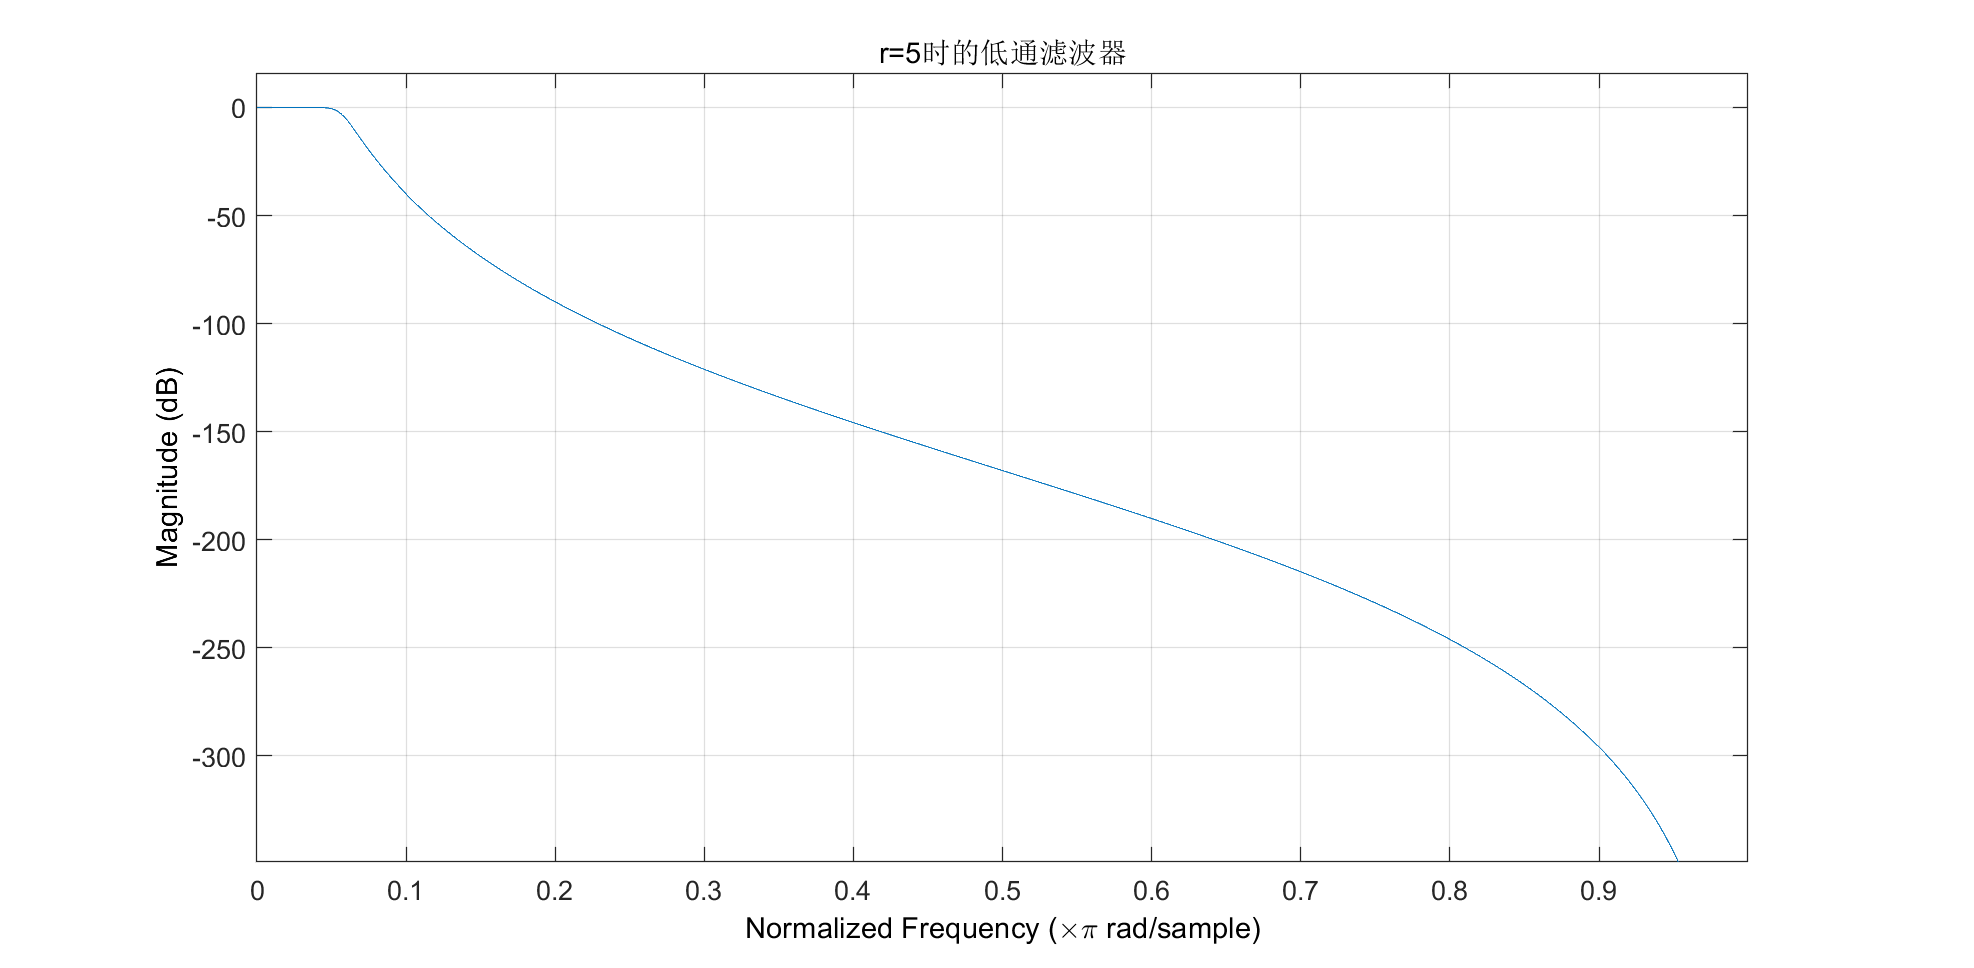 r=5时的低通滤波器
0
-50
-100
-150
-200
-250
-300
Magnitude (dB)
0 0.1 0.2 0.3 0.4 0.5 0.6 0.7 0.8 0.9
Normalized Frequency (×π rad/sample)